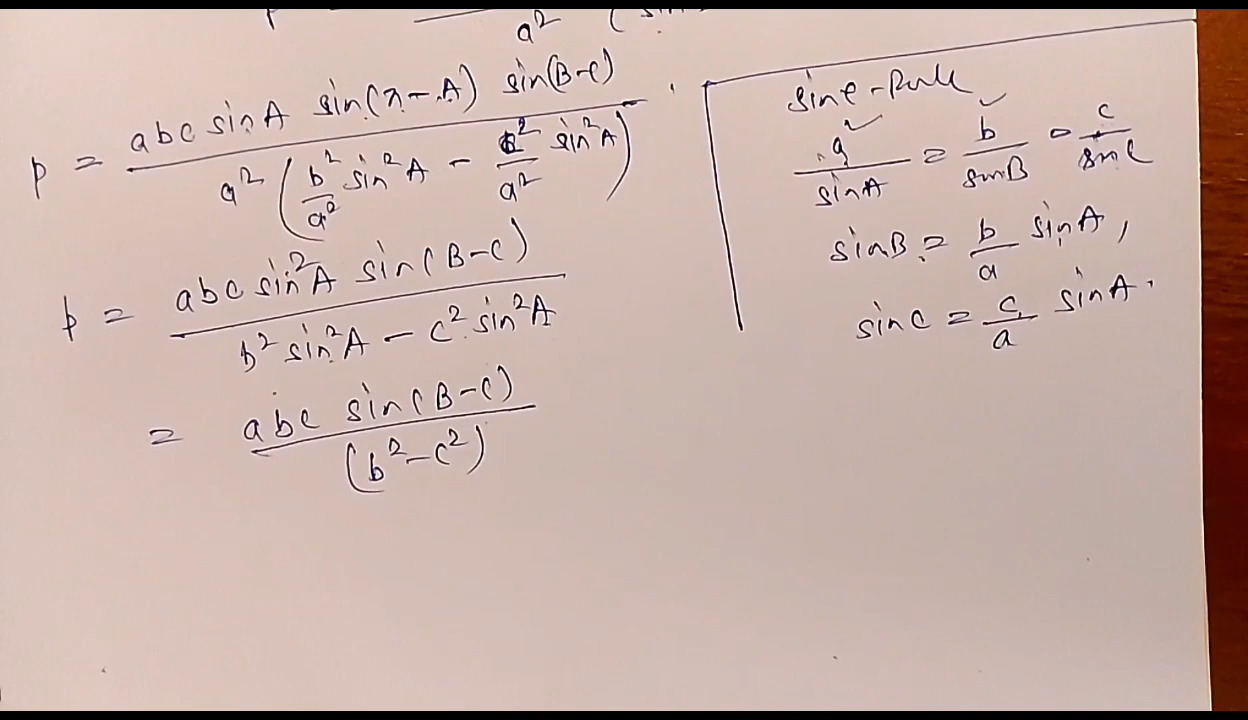 a² (sin
p = abc sinA sin(π-A) sin(B-C) / a² (b²/a² sin²A - c²/a² sin²A)
p = abc sin²A sin(B-C) / b² sin²A - c² sin²A
= abc sin(B-C) / (b²-c²)
sine-Rule
a/sinA = b/sinB = c/sinC
sinB = b/a sinA,
sinC = c/a sinA.